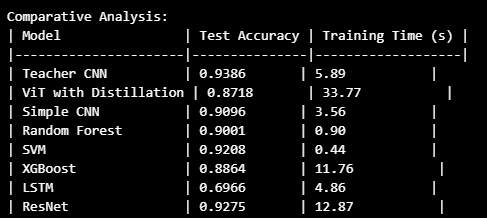 Comparative Analysis:
| Model                | Test Accuracy | Training Time (s) |
|----------------------|---------------|-------------------|
| Teacher CNN          | 0.9386        | 5.89              |
| ViT with Distillation | 0.8718        | 33.77              |
| Simple CNN           | 0.9096        | 3.56              |
| Random Forest        | 0.9001        | 0.90              |
| SVM                  | 0.9208        | 0.44              |
| XGBoost              | 0.8864        | 11.76              |
| LSTM                 | 0.6966        | 4.86              |
| ResNet               | 0.9275        | 12.87              |